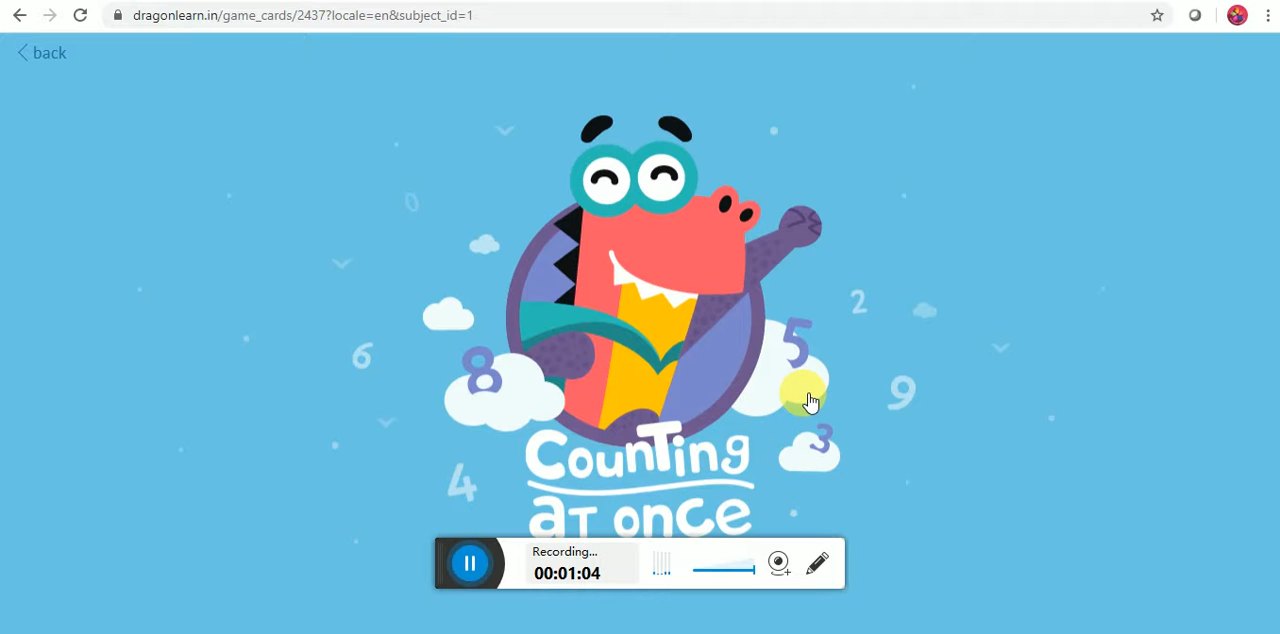 dragonlearn.in/game_cards/2437?locale=en&subject_id=1
back
0
2
5
6
8
9
3
4
Counting
at once
Recording...
00:01:04